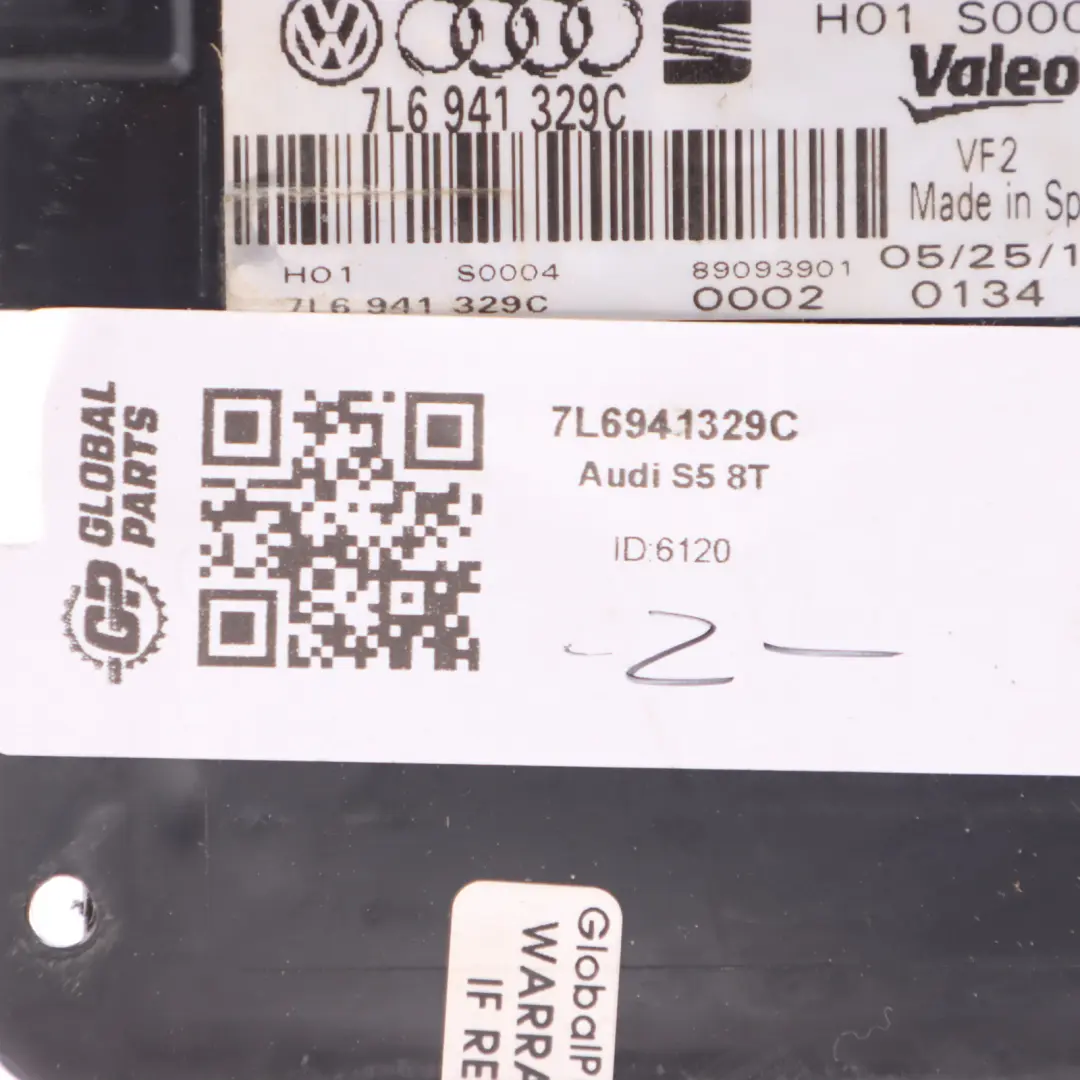 H01 S000
Valeo
7L6 941 329C
VF2
Made in Sp
H01 S0004 89093901 05/25/1
7L6 941 329C 0002 0134
GLOBAL
PARTS
GP
7L6941329C
Audi S5 8T
ID:6120
-2-
GlobalP
WARRA
IF RE